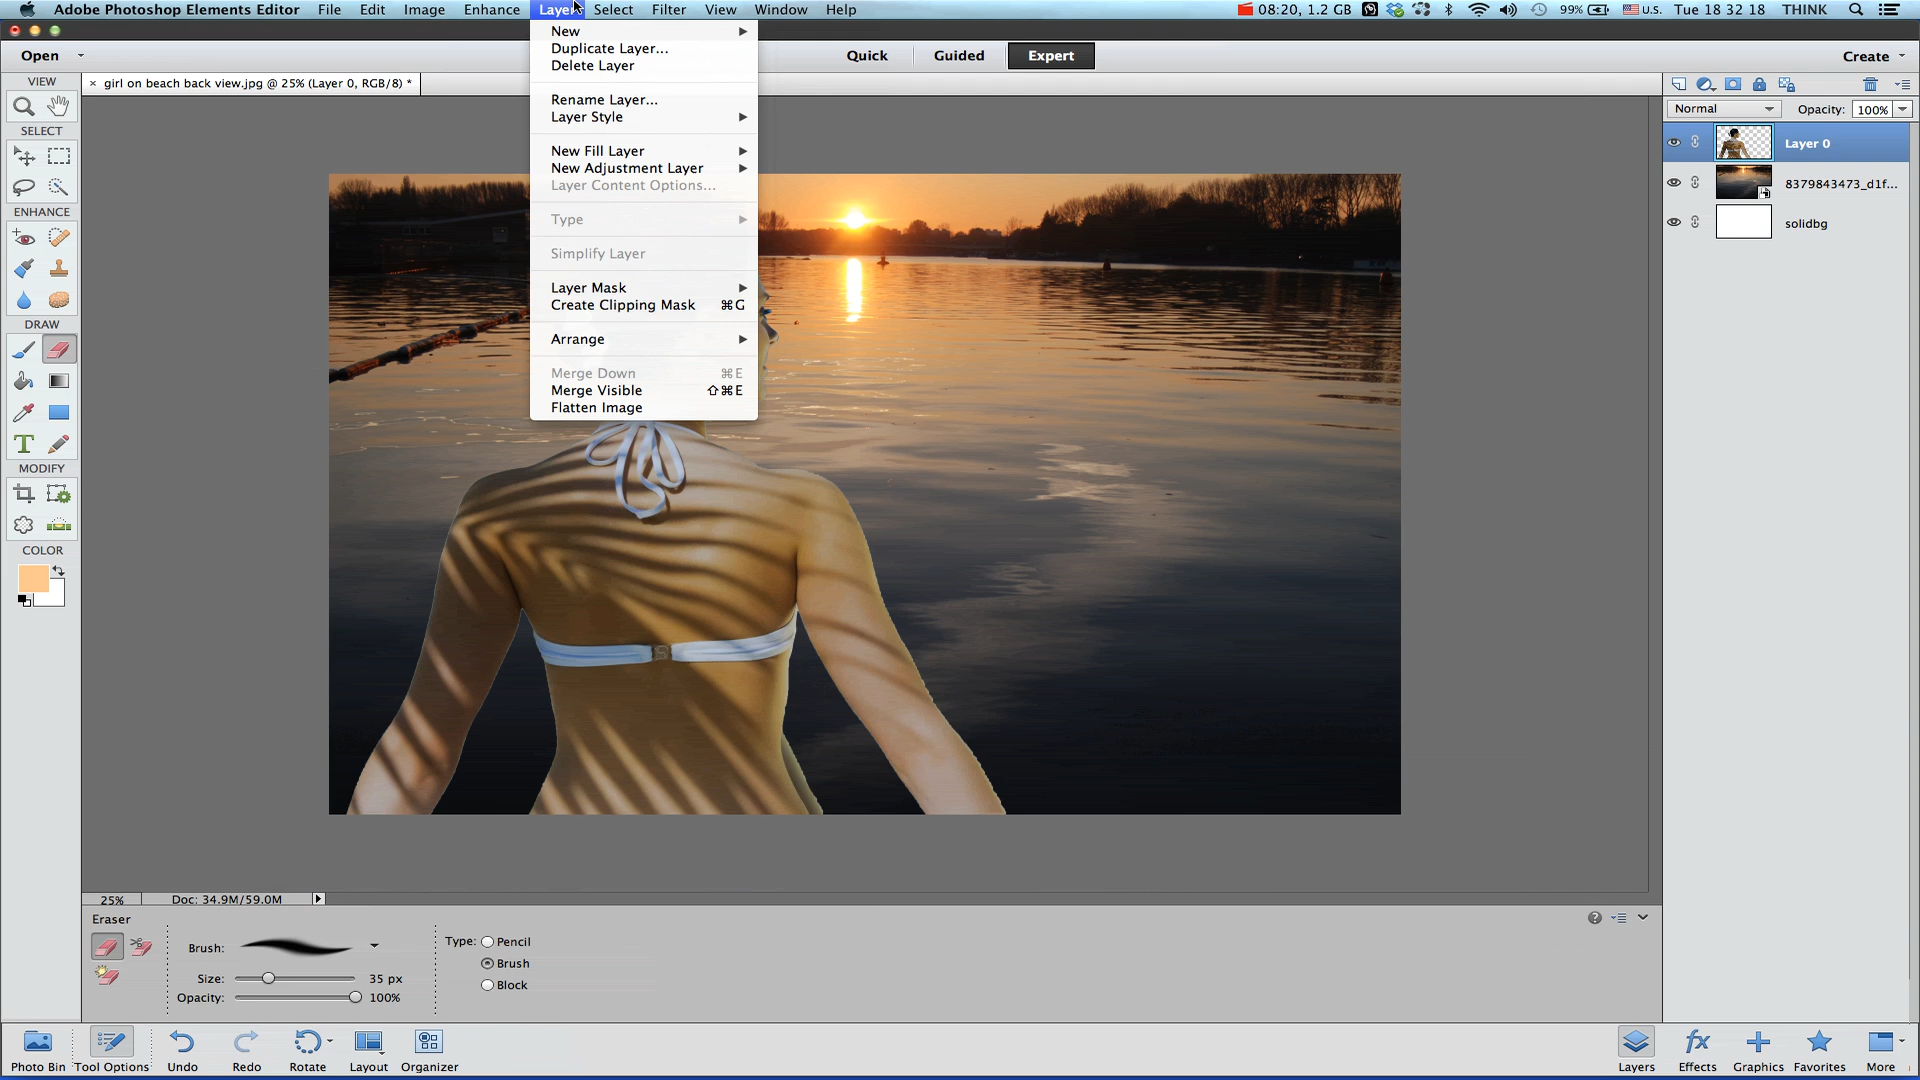 Adobe Photoshop Elements Editor File Edit Image Enhance Layer Select Filter View Window Help 08:20, 1.2 GB 99% U.S. Tue 18 32 18 THINK
Open Quick Guided Expert Create
VIEW
× girl on beach back view.jpg @ 25% (Layer 0, RGB/8) *
SELECT
ENHANCE
DRAW
T
MODIFY
COLOR
New
Duplicate Layer...
Delete Layer
Rename Layer...
Layer Style
New Fill Layer
New Adjustment Layer
Layer Content Options...
Type
Simplify Layer
Layer Mask
Create Clipping Mask ⌘G
Arrange
Merge Down ⌘E
Merge Visible ⇧⌘E
Flatten Image
Normal Opacity: 100%
Layer 0
8379843473_d1f...
solidbg
25% Doc: 34.9M/59.0M
Eraser
Brush:
Size: 35 px
Opacity: 100%
Type: Pencil
Brush
Block
Photo Bin Tool Options Undo Redo Rotate Layout Organizer Layers Effects Graphics Favorites More